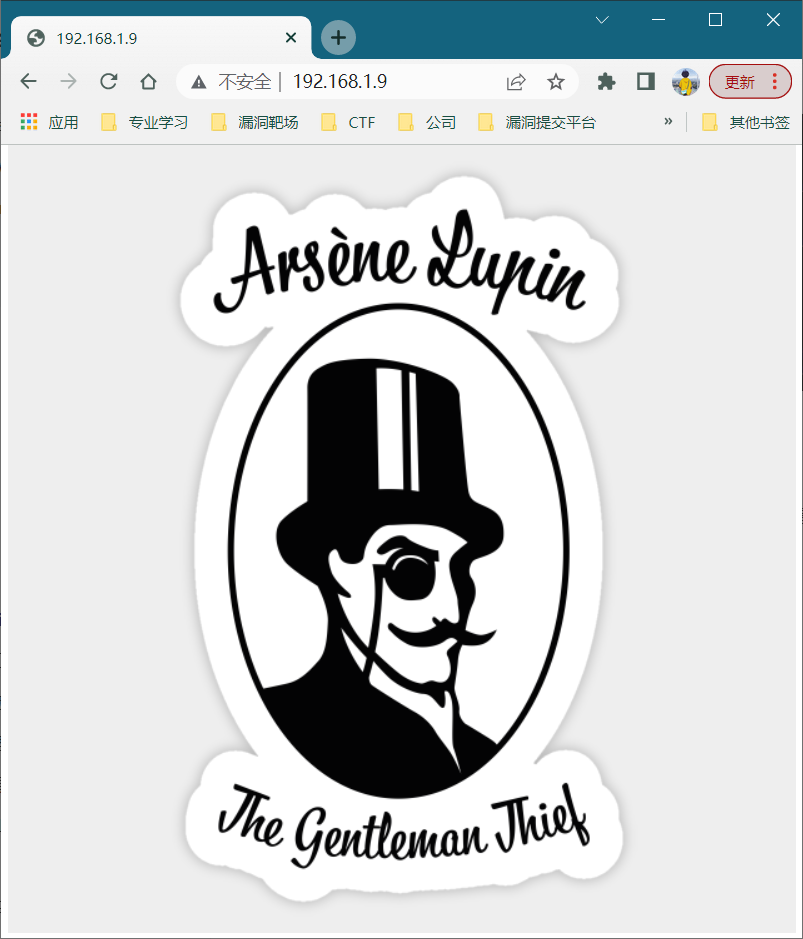 192.168.1.9
不安全 192.168.1.9
更新
应用 专业学习 漏洞靶场 CTF 公司 漏洞提交平台 » 其他书签
Arsène Lupin
The Gentleman Thief